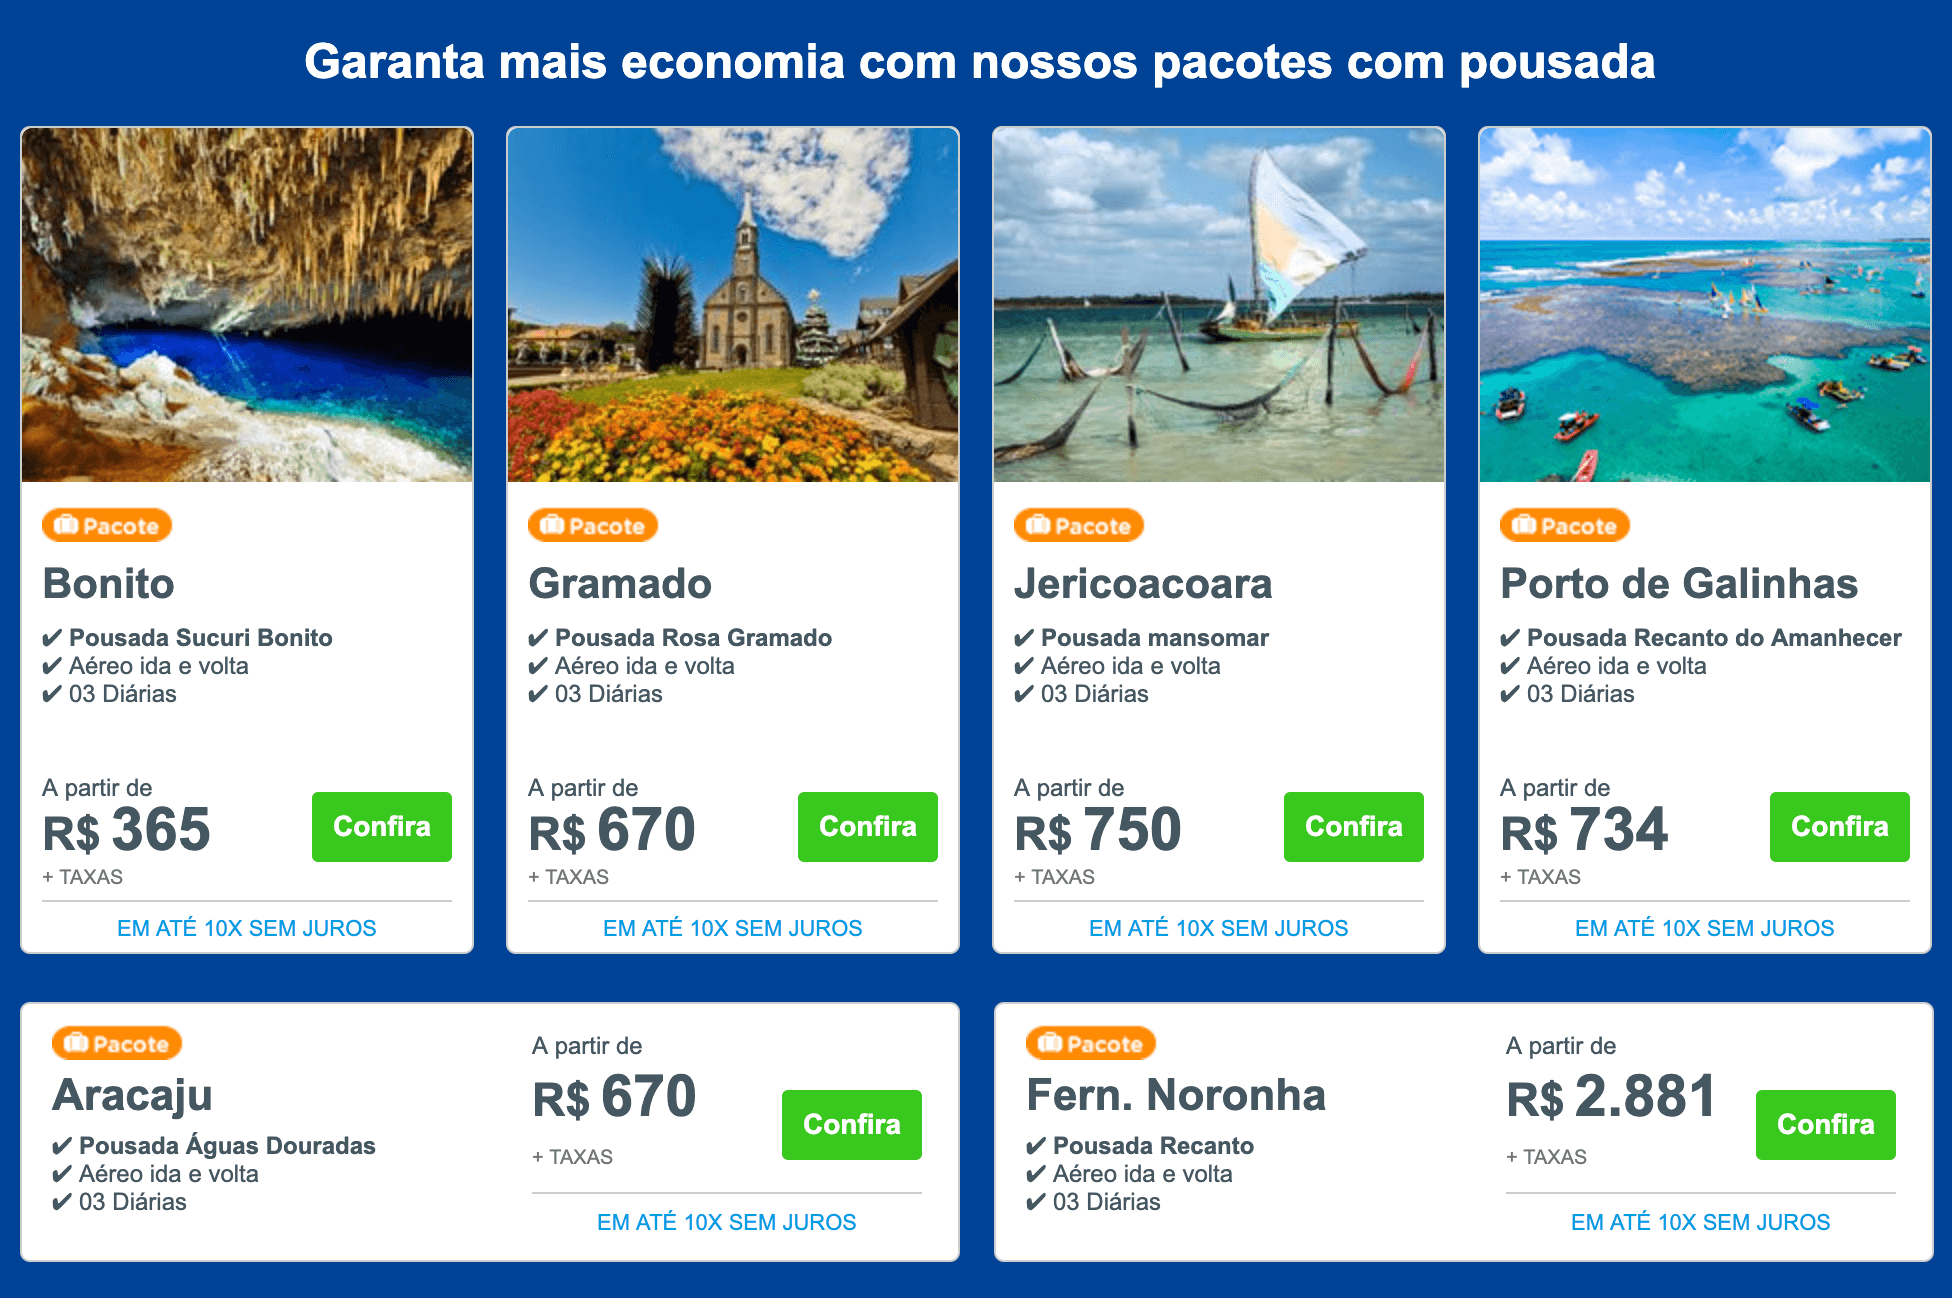 Garanta mais economia com nossos pacotes com pousada
Pacote
Bonito
✔ Pousada Sucuri Bonito
✔ Aéreo ida e volta
✔ 03 Diárias
A partir de
R$ 365
+ TAXAS
Confira
EM ATÉ 10X SEM JUROS
Pacote
Gramado
✔ Pousada Rosa Gramado
✔ Aéreo ida e volta
✔ 03 Diárias
A partir de
R$ 670
+ TAXAS
Confira
EM ATÉ 10X SEM JUROS
Pacote
Jericoacoara
✔ Pousada mansomar
✔ Aéreo ida e volta
✔ 03 Diárias
A partir de
R$ 750
+ TAXAS
Confira
EM ATÉ 10X SEM JUROS
Pacote
Porto de Galinhas
✔ Pousada Recanto do Amanhecer
✔ Aéreo ida e volta
✔ 03 Diárias
A partir de
R$ 734
+ TAXAS
Confira
EM ATÉ 10X SEM JUROS
Pacote
Aracaju
✔ Pousada Águas Douradas
✔ Aéreo ida e volta
✔ 03 Diárias
A partir de
R$ 670
+ TAXAS
Confira
EM ATÉ 10X SEM JUROS
Pacote
Fern. Noronha
✔ Pousada Recanto
✔ Aéreo ida e volta
✔ 03 Diárias
A partir de
R$ 2.881
+ TAXAS
Confira
EM ATÉ 10X SEM JUROS